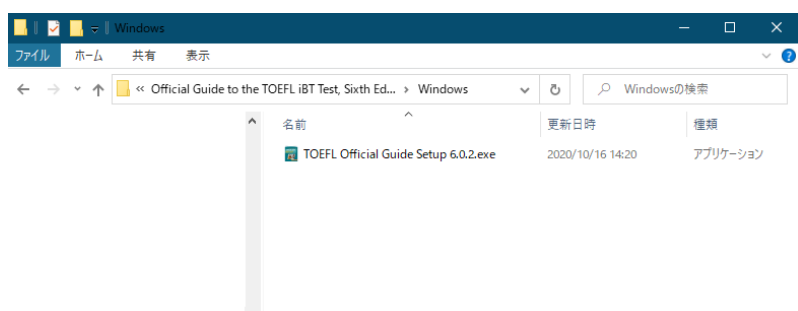 Windows
ファイル ホーム 共有 表示
« Official Guide to the TOEFL iBT Test, Sixth Ed... › Windows Windowsの検索
名前 更新日時 種類
TOEFL Official Guide Setup 6.0.2.exe 2020/10/16 14:20 アプリケーション